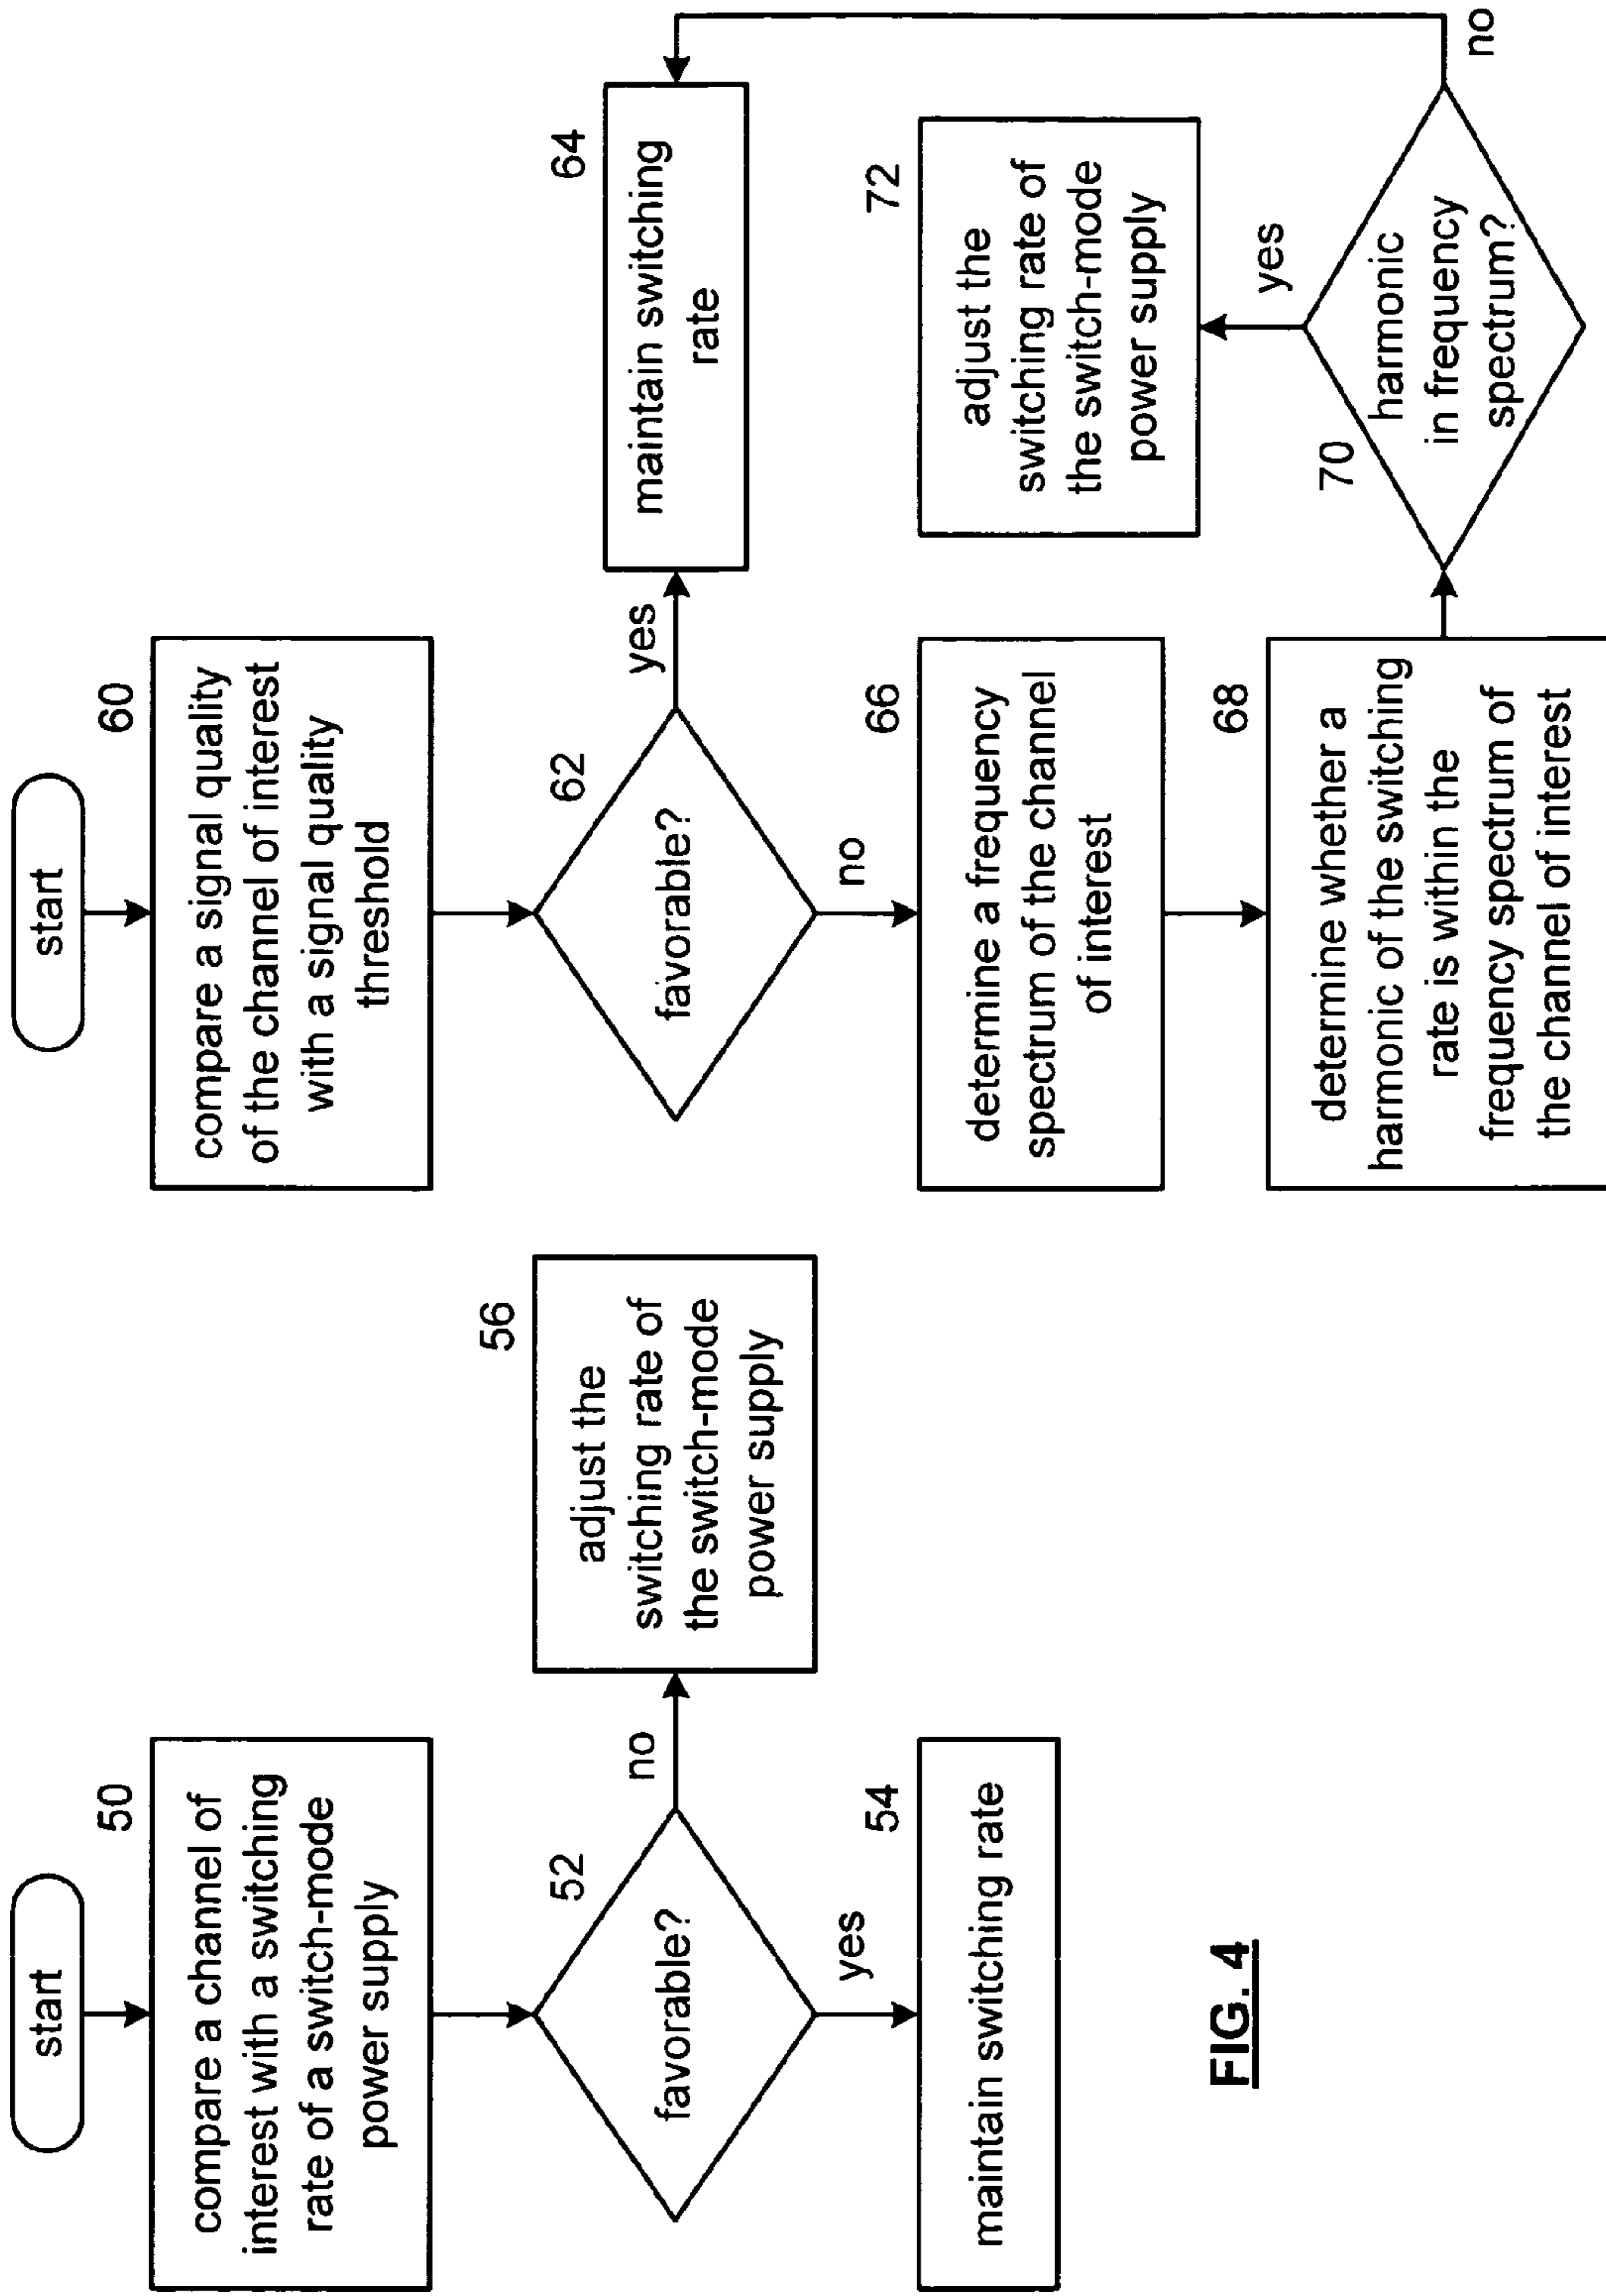 start
50
compare a channel of
interest with a switching
rate of a switch-mode
power supply
52
favorable?
no
56
adjust the
switching rate of
the switch-mode
power supply
yes
54
maintain switching rate
FIG. 4
start
60
compare a signal quality
of the channel of interest
with a signal quality
threshold
62
favorable?
yes
64
maintain switching
rate
no
66
determine a frequency
spectrum of the channel
of interest
68
determine whether a
harmonic of the switching
rate is within the
frequency spectrum of
the channel of interest
70
harmonic
in frequency
spectrum?
yes
72
adjust the
switching rate of
the switch-mode
power supply
no